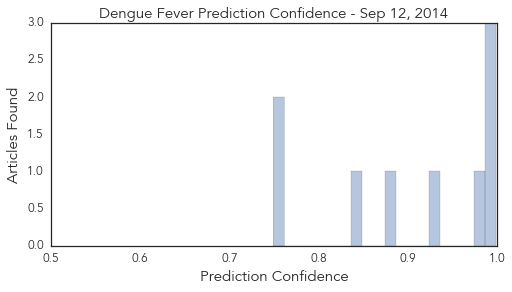 Dengue Fever Prediction Confidence - Sep 12, 2014
3.0
2.5
2.0
1.5
1.0
0.5
0.0
Articles Found
0.5 0.6 0.7 0.8 0.9 1.0
Prediction Confidence